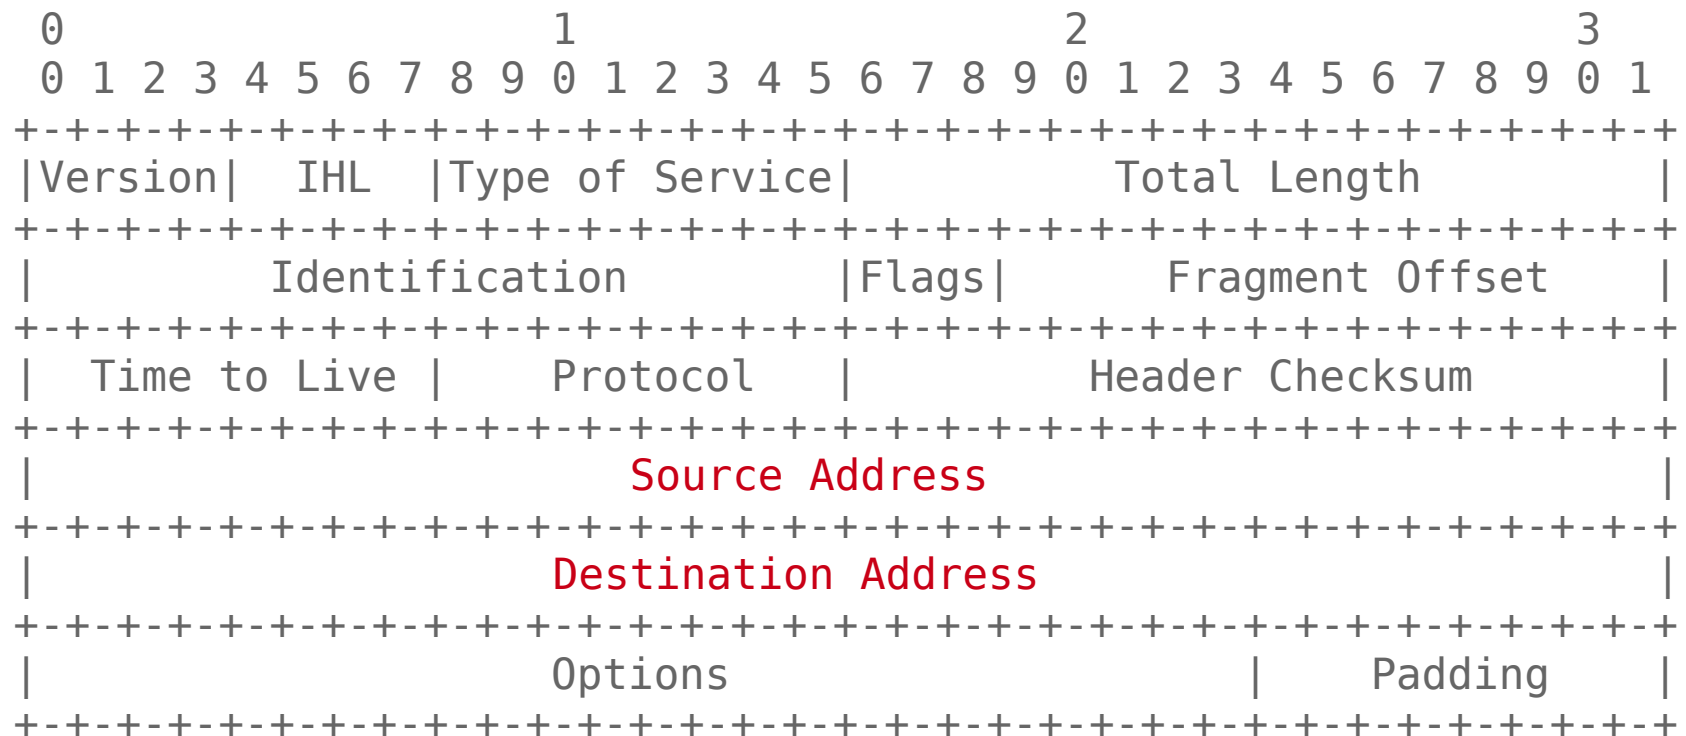 0                   1                   2                   3
 0 1 2 3 4 5 6 7 8 9 0 1 2 3 4 5 6 7 8 9 0 1 2 3 4 5 6 7 8 9 0 1
+-+-+-+-+-+-+-+-+-+-+-+-+-+-+-+-+-+-+-+-+-+-+-+-+-+-+-+-+-+-+-+-+
|Version|  IHL  |Type of Service|          Total Length         |
+-+-+-+-+-+-+-+-+-+-+-+-+-+-+-+-+-+-+-+-+-+-+-+-+-+-+-+-+-+-+-+-+
|         Identification        |Flags|      Fragment Offset    |
+-+-+-+-+-+-+-+-+-+-+-+-+-+-+-+-+-+-+-+-+-+-+-+-+-+-+-+-+-+-+-+-+
|  Time to Live |    Protocol   |         Header Checksum       |
+-+-+-+-+-+-+-+-+-+-+-+-+-+-+-+-+-+-+-+-+-+-+-+-+-+-+-+-+-+-+-+-+
|                       Source Address                          |
+-+-+-+-+-+-+-+-+-+-+-+-+-+-+-+-+-+-+-+-+-+-+-+-+-+-+-+-+-+-+-+-+
|                    Destination Address                        |
+-+-+-+-+-+-+-+-+-+-+-+-+-+-+-+-+-+-+-+-+-+-+-+-+-+-+-+-+-+-+-+-+
|                    Options                    |    Padding    |
+-+-+-+-+-+-+-+-+-+-+-+-+-+-+-+-+-+-+-+-+-+-+-+-+-+-+-+-+-+-+-+-+